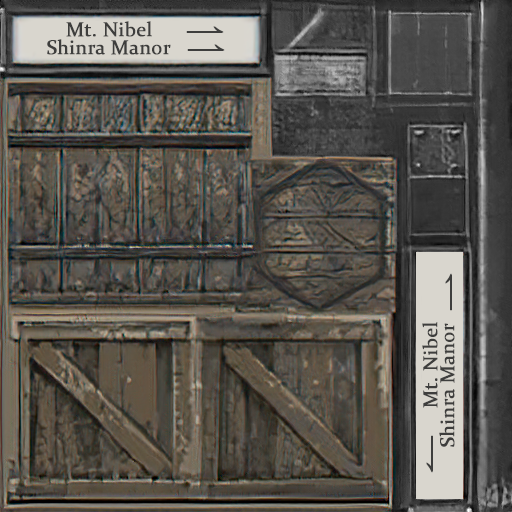 Mt. Nibel →
Shinra Manor →
Mt. Nibel →
← Shinra Manor